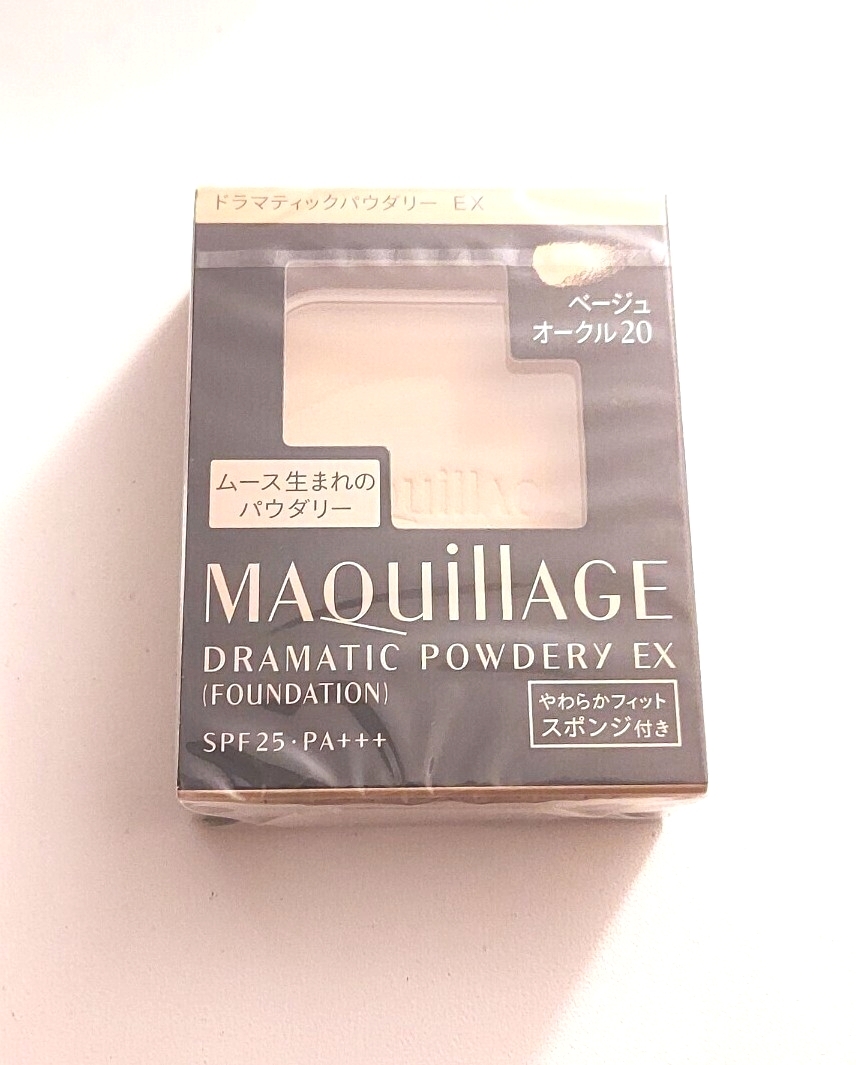 ドラマティックパウダリー EX
ベージュ
オークル20
ムース生まれの
パウダリー
MAQuillAGE
DRAMATIC POWDERY EX
(FOUNDATION)
SPF25・PA+++
やわらかフィット
スポンジ付き